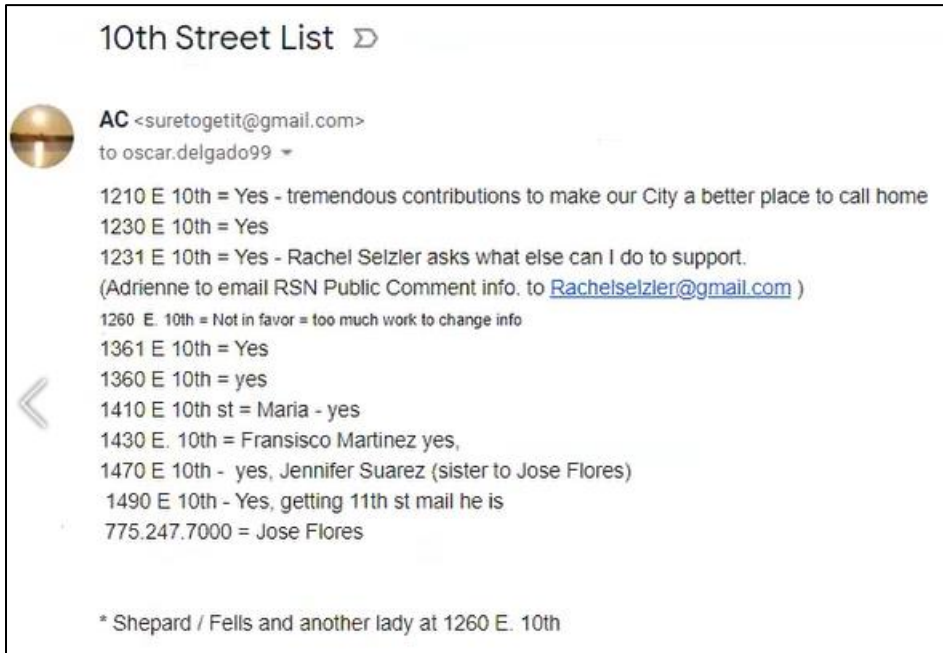 10th Street List
AC <suretogetit@gmail.com>
to oscar.delgado99
1210 E 10th = Yes - tremendous contributions to make our City a better place to call home
1230 E 10th = Yes
1231 E 10th = Yes - Rachel Selzler asks what else can I do to support.
(Adrienne to email RSN Public Comment info. to Rachelselzler@gmail.com )
1260 E. 10th = Not in favor = too much work to change info
1361 E 10th = Yes
1360 E 10th = yes
1410 E 10th st = Maria - yes
1430 E. 10th = Fransisco Martinez yes,
1470 E 10th - yes, Jennifer Suarez (sister to Jose Flores)
1490 E 10th - Yes, getting 11th st mail he is
775.247.7000 = Jose Flores
* Shepard / Fells and another lady at 1260 E. 10th